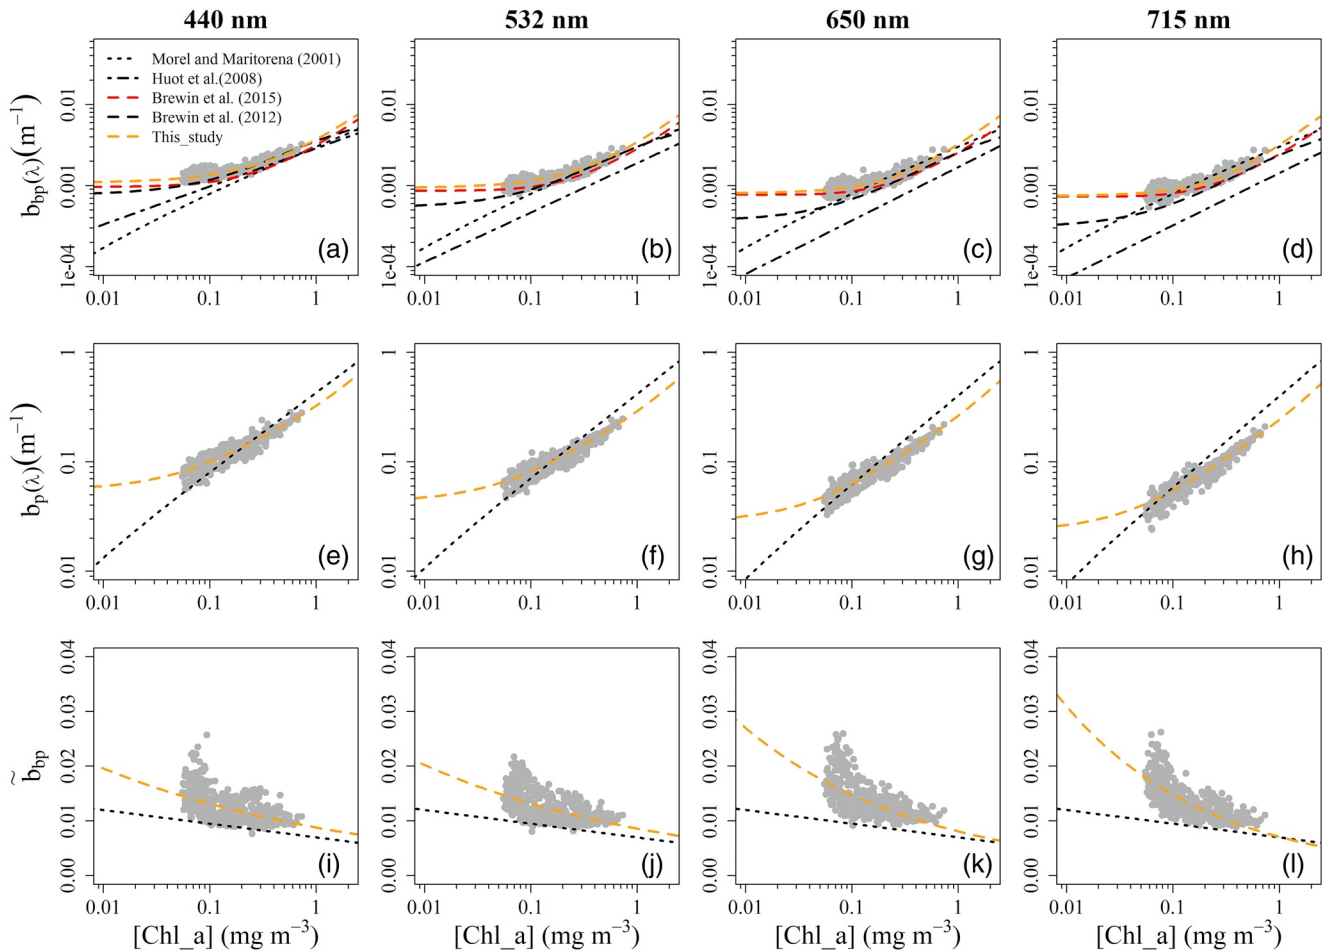 440 nm 532 nm 650 nm 715 nm
Morel and Maritorena (2001)
Huot et al.(2008)
Brewin et al. (2015)
Brewin et al. (2012)
This_study
b_bp(λ)(m⁻¹)
0.01 0.01 0.01 0.01
0.001 0.001 0.001 0.001
1e-04 1e-04 1e-04 1e-04
(a) (b) (c) (d)
0.01 0.1 1 0.01 0.1 1 0.01 0.1 1 0.01 0.1 1
b_p(λ)(m⁻¹)
1 1 1 1
0.1 0.1 0.1 0.1
0.01 0.01 0.01 0.01
(e) (f) (g) (h)
0.01 0.1 1 0.01 0.1 1 0.01 0.1 1 0.01 0.1 1
b̃_bp
0.04 0.04 0.04 0.04
0.03 0.03 0.03 0.03
0.02 0.02 0.02 0.02
0.01 0.01 0.01 0.01
0.00 0.00 0.00 0.00
(i) (j) (k) (l)
0.01 0.1 1 0.01 0.1 1 0.01 0.1 1 0.01 0.1 1
[Chl_a] (mg m⁻³) [Chl_a] (mg m⁻³) [Chl_a] (mg m⁻³) [Chl_a] (mg m⁻³)